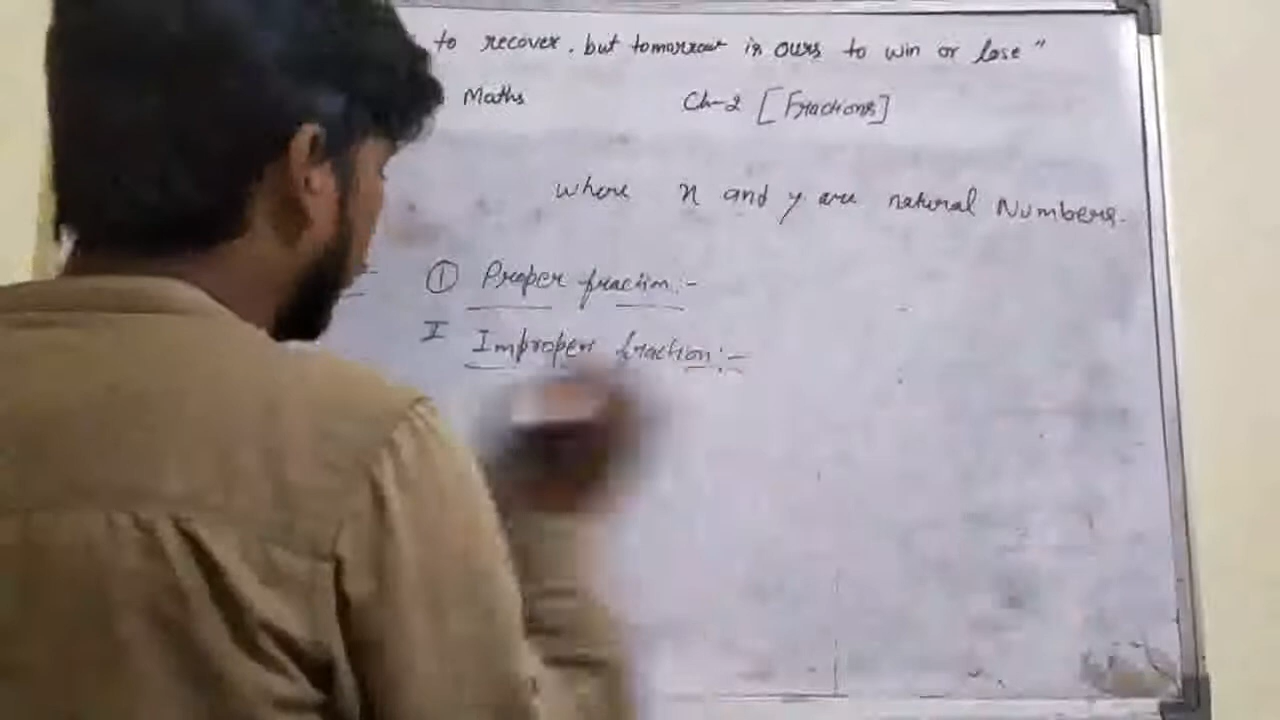 to recover. but tomorrow is ours to win or lose"
Maths Ch-2 [Fractions]
where x and y are natural Numbers.
① Proper fraction:-
II Improper fraction:-